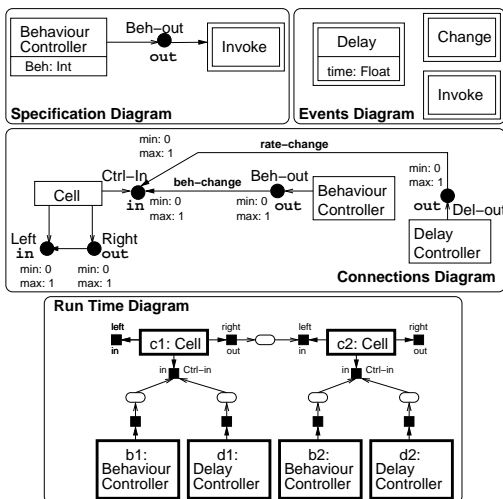 Behaviour
Controller
Beh: Int
Beh-out
out
Invoke
Specification Diagram
Delay
time: Float
Change
Invoke
Events Diagram
min: 0
max: 1
rate-change
Ctrl-In
in
min: 0
max: 1
beh-change
Beh-out
min: 0
max: 1
out
Behaviour
Controller
min: 0
max: 1
out
Del-out
Delay
Controller
Cell
Left
in
Right
out
min: 0
max: 1
min: 0
max: 1
Connections Diagram
Run Time Diagram
left
in
c1: Cell
right
out
left
in
c2: Cell
right
out
in
Ctrl-in
in
Ctrl-in
b1:
Behaviour
Controller
d1:
Delay
Controller
b2:
Behaviour
Controller
d2:
Delay
Controller